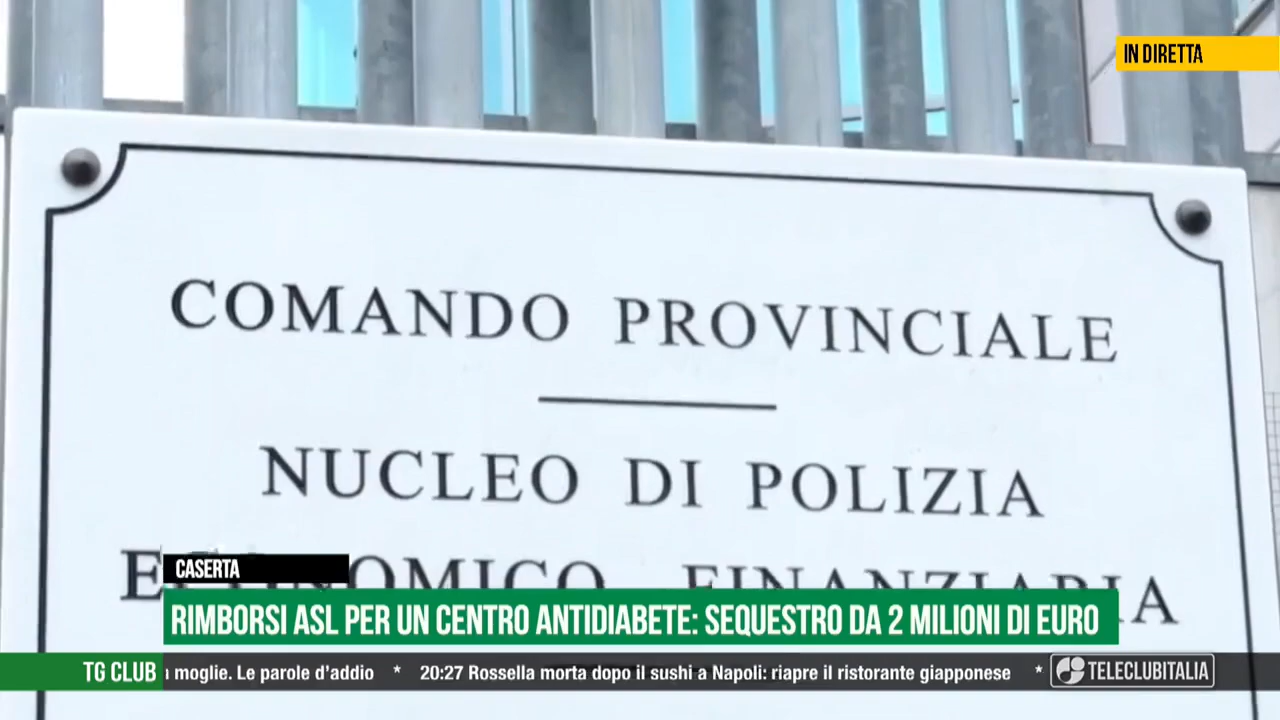 IN DIRETTA
COMANDO PROVINCIALE
NUCLEO DI POLIZIA
ECONOMICO FINANZIARIA
CASERTA
RIMBORSI ASL PER UN CENTRO ANTIDIABETE: SEQUESTRO DA 2 MILIONI DI EURO
TG CLUB moglie. Le parole d'addio * 20:27 Rossella morta dopo il sushi a Napoli: riapre il ristorante giapponese * TELECLUBITALIA